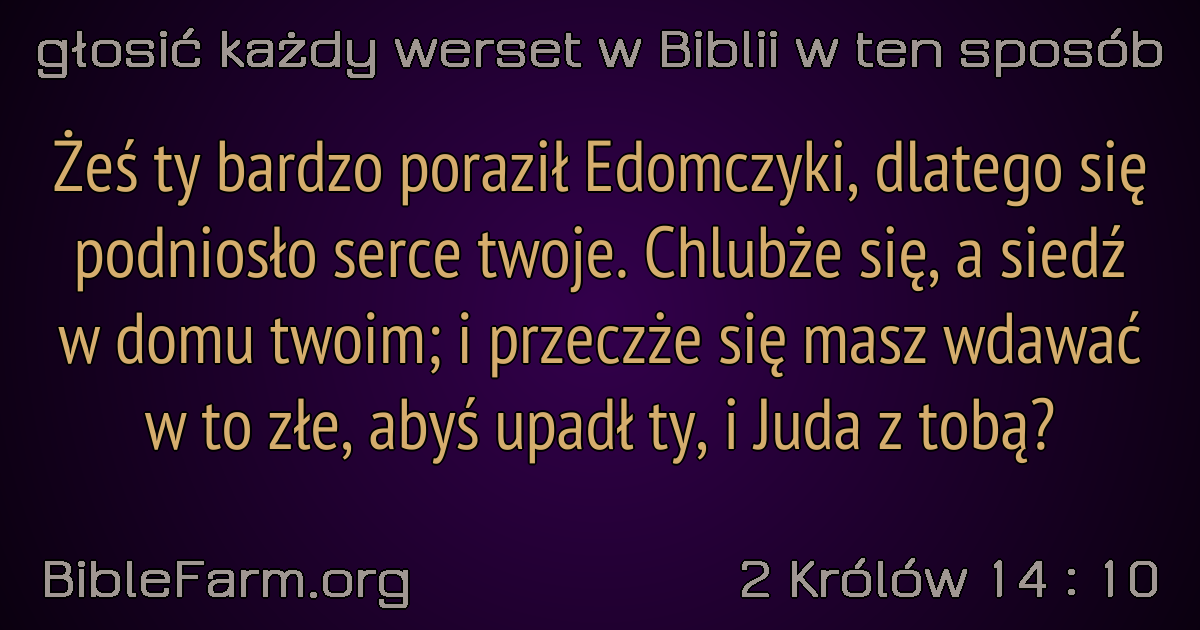 głosić każdy werset w Biblii w ten sposób
Żeś ty bardzo poraził Edomczyki, dlatego się
podniosło serce twoje. Chlubże się, a siedź
w domu twoim; i przeczże się masz wdawać
w to złe, abyś upadł ty, i Juda z tobą?
BibleFarm.org
2 Królów 14 : 10